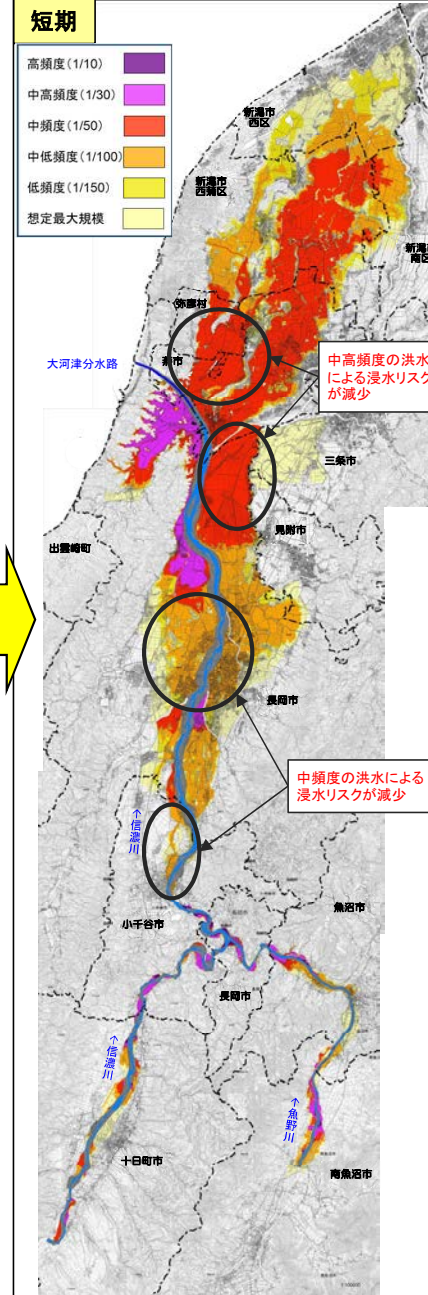 短期
高頻度(1/10)
中高頻度(1/30)
中頻度(1/50)
中低頻度(1/100)
低頻度(1/150)
想定最大規模
新潟市
西区
新潟市
西蒲区
新潟
南区
弥彦村
燕市
大河津分水路
中高頻度の洪水
による浸水リスク
が減少
三条市
見附市
出雲崎町
長岡市
中頻度の洪水による
浸水リスクが減少
↑信濃川
小千谷市
魚沼市
長岡市
↑信濃川
↑魚野川
十日町市
南魚沼市